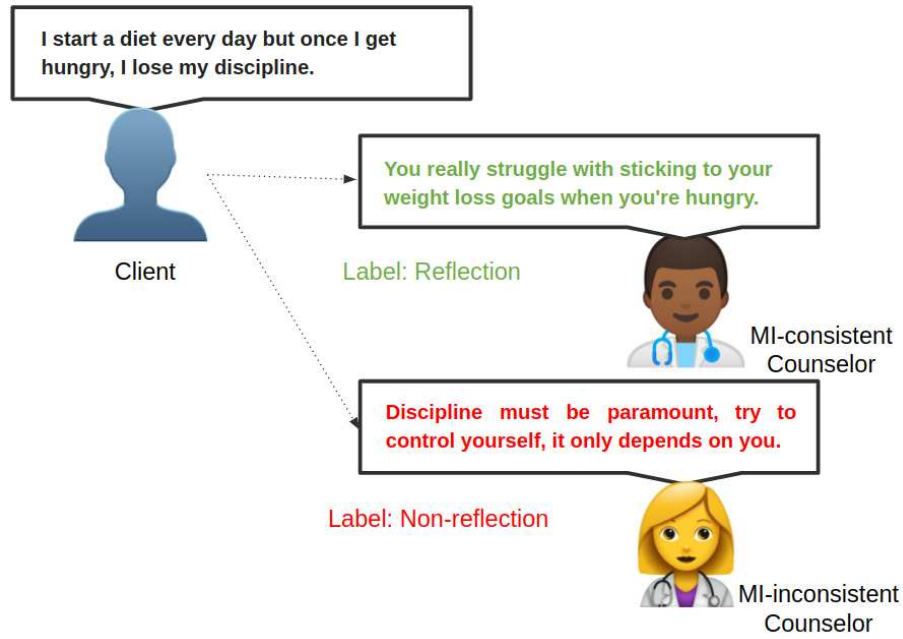 I start a diet every day but once I get
hungry, I lose my discipline.
You really struggle with sticking to your
weight loss goals when you're hungry.
Client
Label: Reflection
MI-consistent
Counselor
Discipline must be paramount, try to
control yourself, it only depends on you.
Label: Non-reflection
MI-inconsistent
Counselor